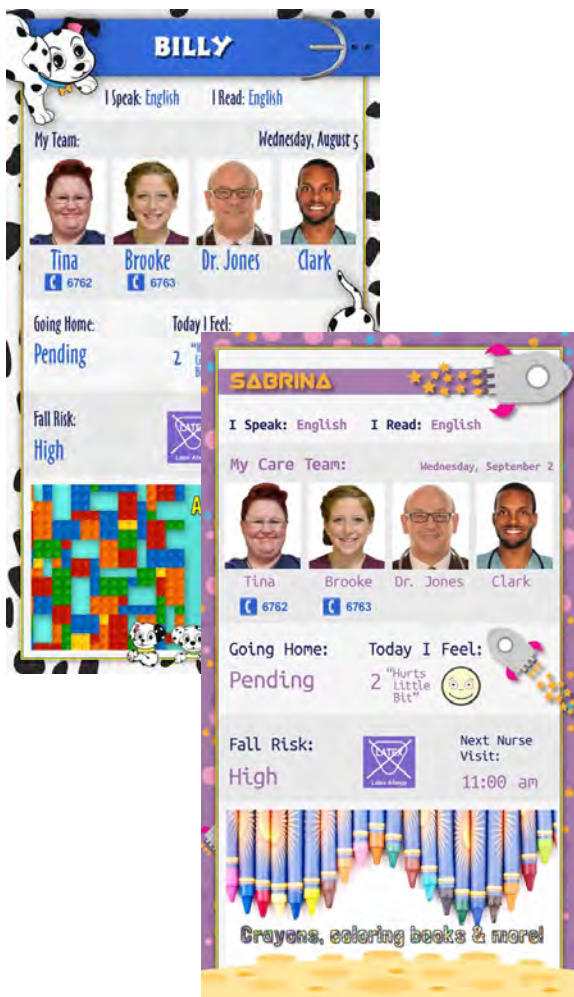 BILLY
I Speak: English I Read: English
My Team: Wednesday, August 5
Tina Brooke Dr. Jones Clark
6762 6763
Going Home: Today I Feel:
Pending 2
Fall Risk:
High
LATEX
Latex Allergy
SABRINA
I Speak: English I Read: English
My Care Team: Wednesday, September 2
Tina Brooke Dr. Jones Clark
6762 6763
Going Home: Today I Feel:
Pending 2 "Hurts
Little
Bit"
Fall Risk: Next Nurse
Visit:
High 11:00 am
LATEX
Latex Allergy
Crayons, coloring books & more!